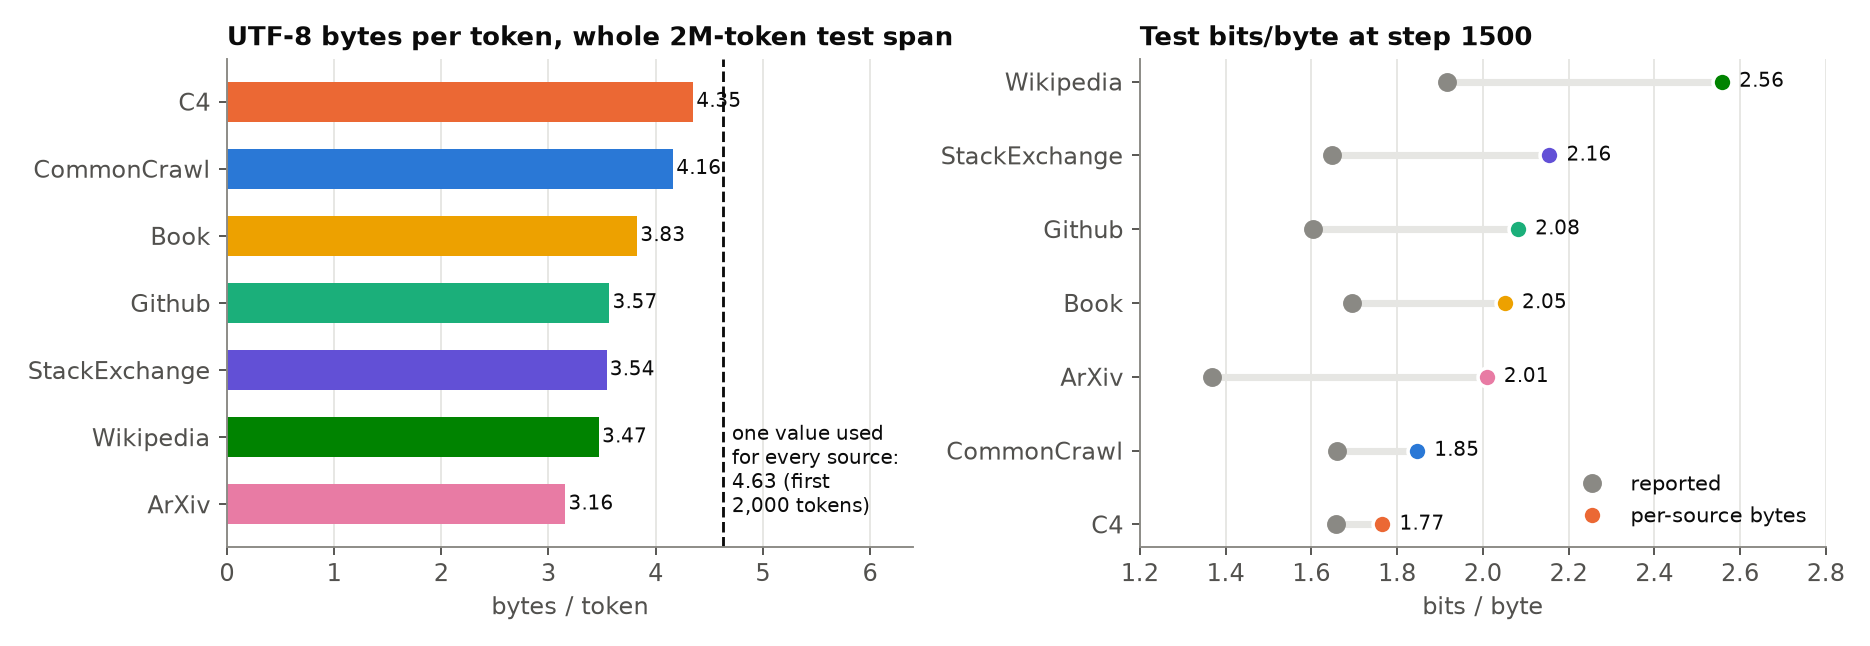 UTF-8 bytes per token, whole 2M-token test span
C4
4.35
CommonCrawl
4.16
Book
3.83
Github
3.57
StackExchange
3.54
Wikipedia
3.47
ArXiv
3.16
one value used
for every source:
4.63 (first
2,000 tokens)
0 1 2 3 4 5 6
bytes / token
Test bits/byte at step 1500
Wikipedia
2.56
StackExchange
2.16
Github
2.08
Book
2.05
ArXiv
2.01
CommonCrawl
1.85
C4
1.77
reported
per-source bytes
1.2 1.4 1.6 1.8 2.0 2.2 2.4 2.6 2.8
bits / byte